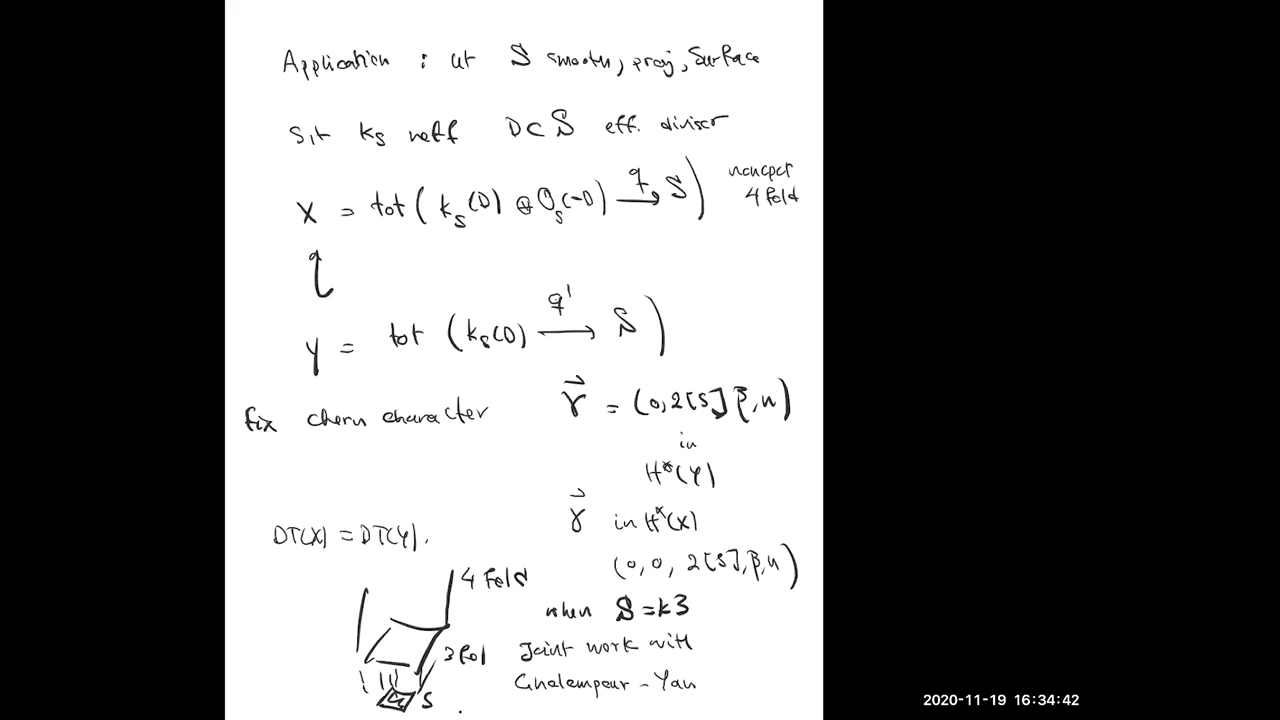 Application : let S smooth, proj, surface
S.t K_S neff D ⊂ S eff. divisor
X = tot ( K_S(D) ⊕ O_S(-D) →^q S )
noncpct
4 fold
Y = tot ( K_S(D) →^q' S )
fix chern character γ⃗ = (0, 2[S] β, n)
in
H*(Y)
γ⃗ in H*(X)
DT(X) = DT(Y).
(0, 0, 2[S], β, n)
4 fold
when S = K3
3 fol Joint work with
S Gholampour - Yau
2020-11-19 16:34:42